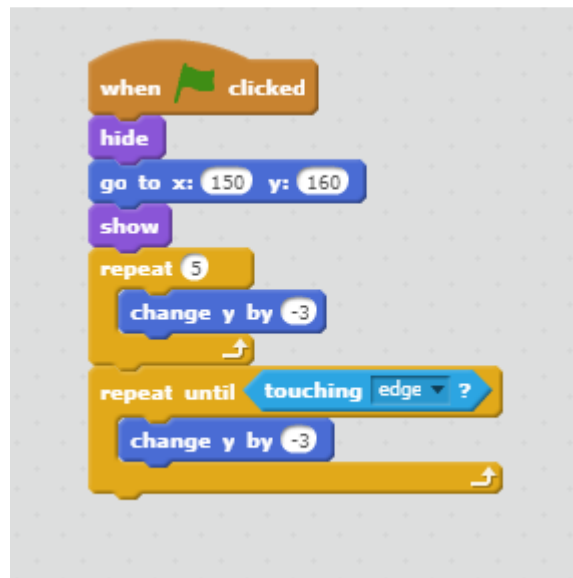 when clicked
hide
go to x: 150 y: 160
show
repeat 5
change y by -3
repeat until touching edge ?
change y by -3